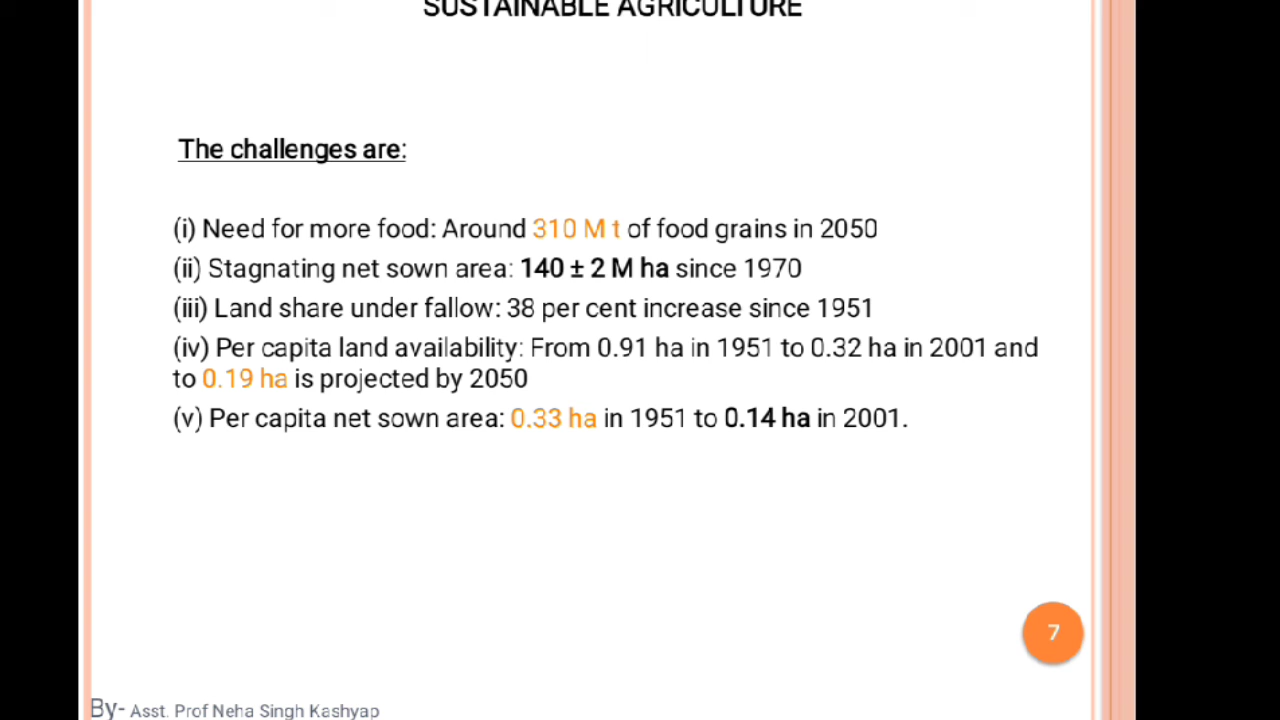 SUSTAINABLE AGRICULTURE
The challenges are:
(i) Need for more food: Around 310 M t of food grains in 2050
(ii) Stagnating net sown area: 140 ± 2 M ha since 1970
(iii) Land share under fallow: 38 per cent increase since 1951
(iv) Per capita land availability: From 0.91 ha in 1951 to 0.32 ha in 2001 and
to 0.19 ha is projected by 2050
(v) Per capita net sown area: 0.33 ha in 1951 to 0.14 ha in 2001.
7
By- Asst. Prof Neha Singh Kashyap